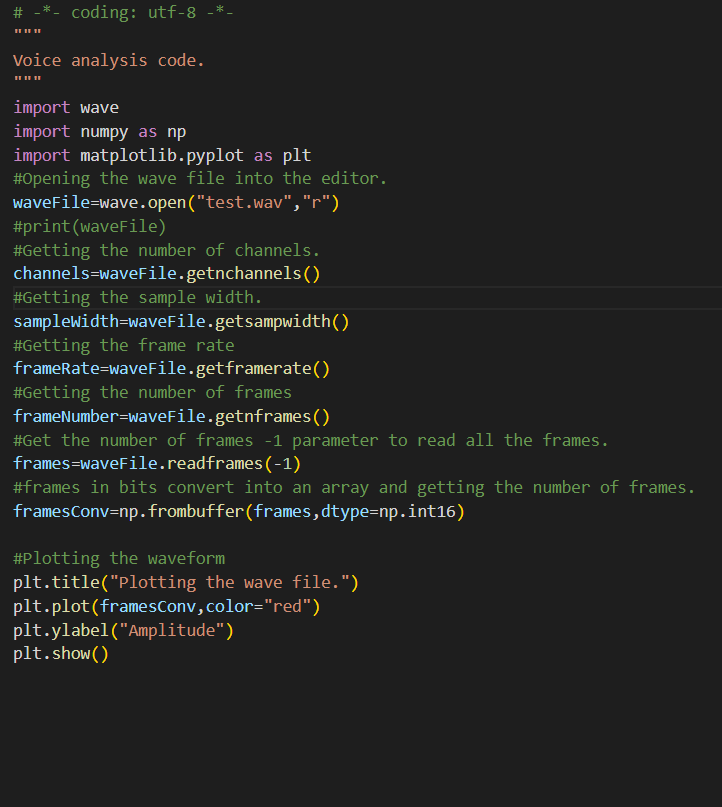 # -*- coding: utf-8 -*-
"""
Voice analysis code.
"""
import wave
import numpy as np
import matplotlib.pyplot as plt
#Opening the wave file into the editor.
waveFile=wave.open("test.wav","r")
#print(waveFile)
#Getting the number of channels.
channels=waveFile.getnchannels()
#Getting the sample width.
sampleWidth=waveFile.getsampwidth()
#Getting the frame rate
frameRate=waveFile.getframerate()
#Getting the number of frames
frameNumber=waveFile.getnframes()
#Get the number of frames -1 parameter to read all the frames.
frames=waveFile.readframes(-1)
#frames in bits convert into an array and getting the number of frames.
framesConv=np.frombuffer(frames,dtype=np.int16)

#Plotting the waveform
plt.title("Plotting the wave file.")
plt.plot(framesConv,color="red")
plt.ylabel("Amplitude")
plt.show()